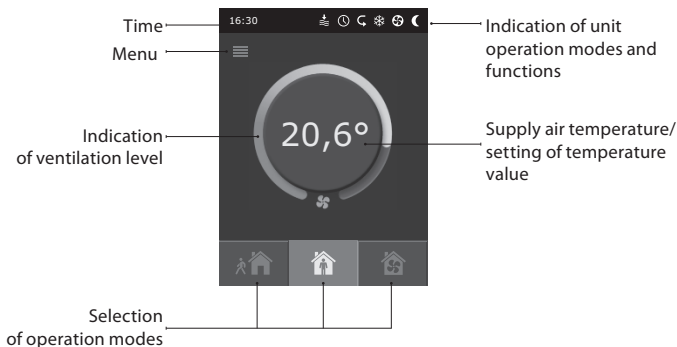 Time
16:30
Menu
Indication
of ventilation level
20,6°
Indication of unit
operation modes and
functions
Supply air temperature/
setting of temperature
value
Selection
of operation modes